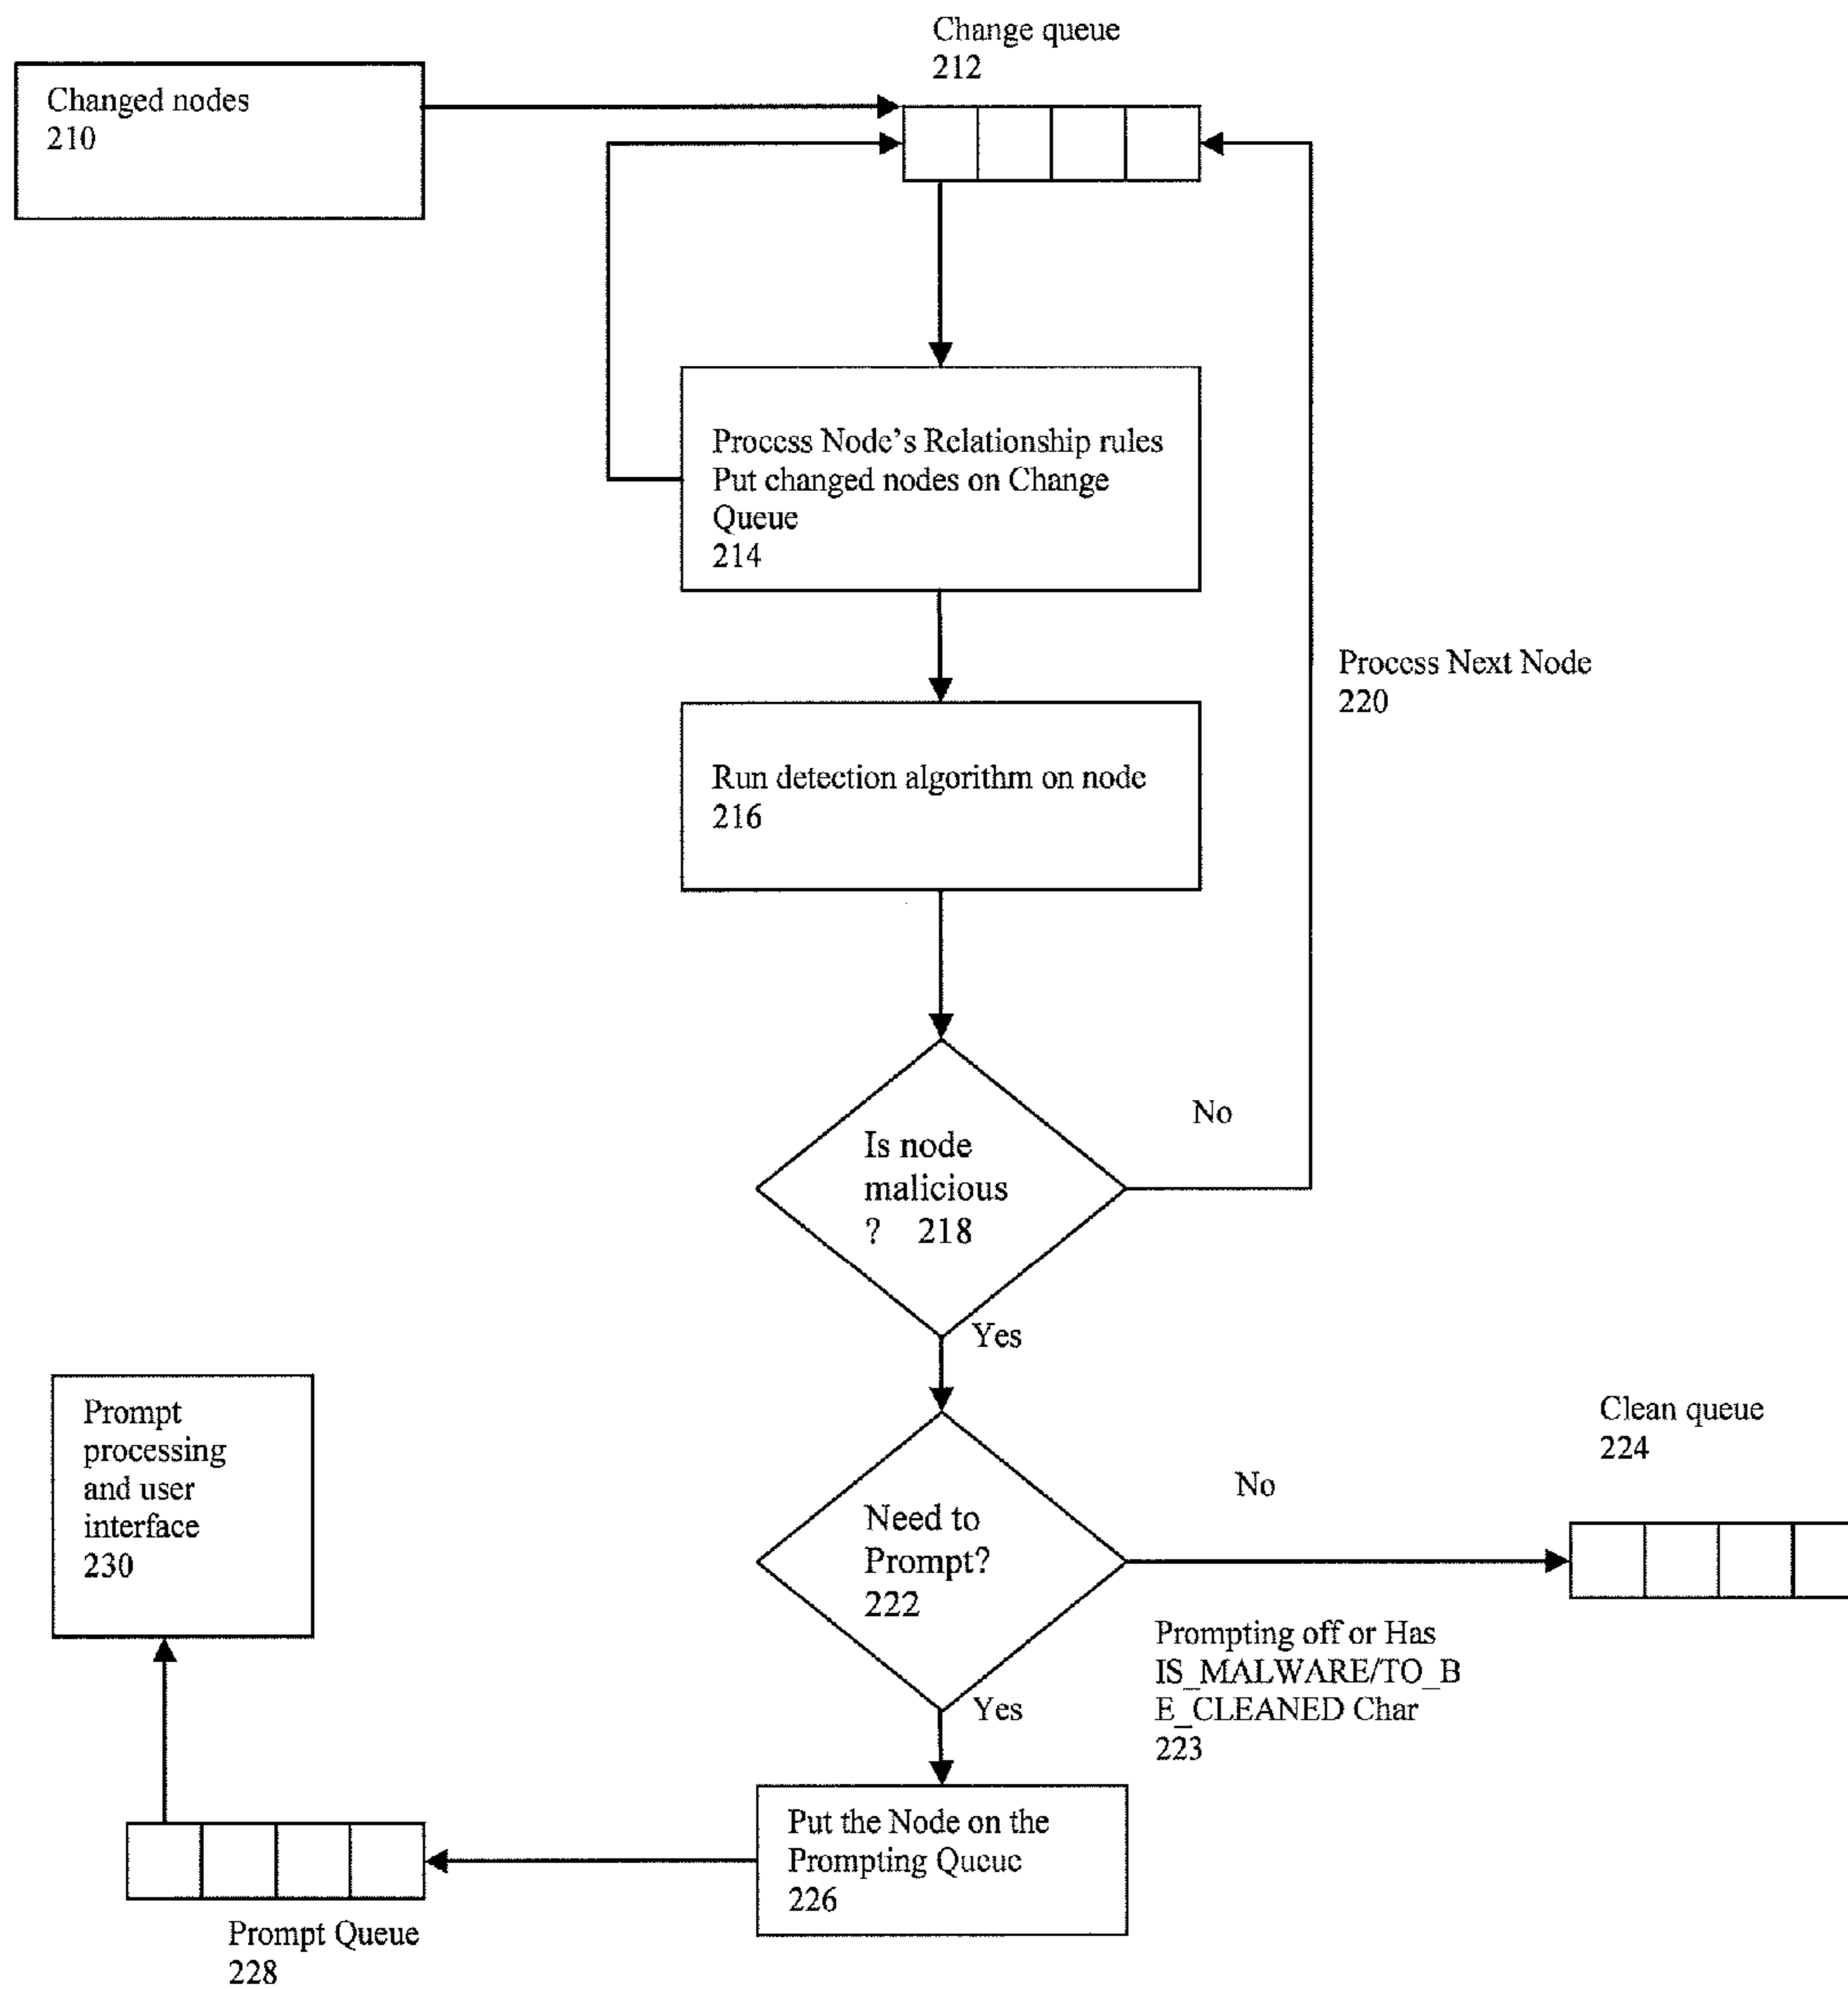 Change queue
212
Changed nodes
210
Process Node's Relationship rules
Put changed nodes on Change
Queue
214
Process Next Node
220
Run detection algorithm on node
216
No
Is node
malicious
? 218
Yes
Prompt
processing
and user
interface
230
Clean queue
224
No
Need to
Prompt?
222
Prompting off or Has
IS_MALWARE/TO_B
E_CLEANED Char
223
Yes
Put the Node on the
Prompting Queue
226
Prompt Queue
228